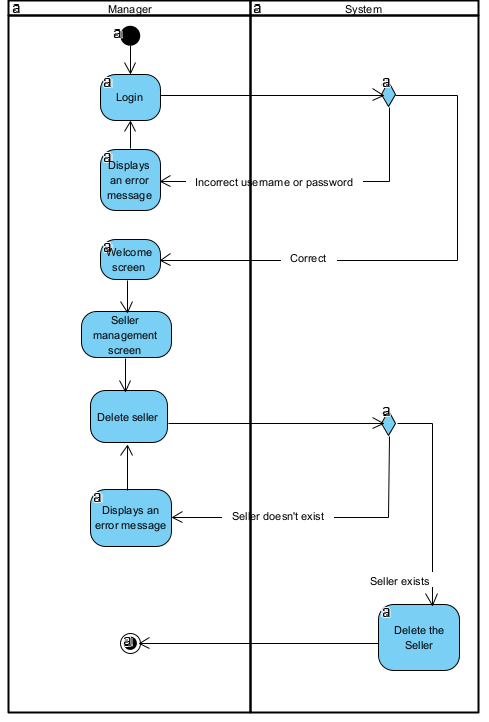 a Manager a System
a
a a
Login
a
Displays
an error
message
Incorrect username or password
a
Welcome
screen
Correct
Seller
management
screen
a
Delete seller
a
Displays an
error message
Seller doesn't exist
Seller exists
a
Delete the
Seller
a